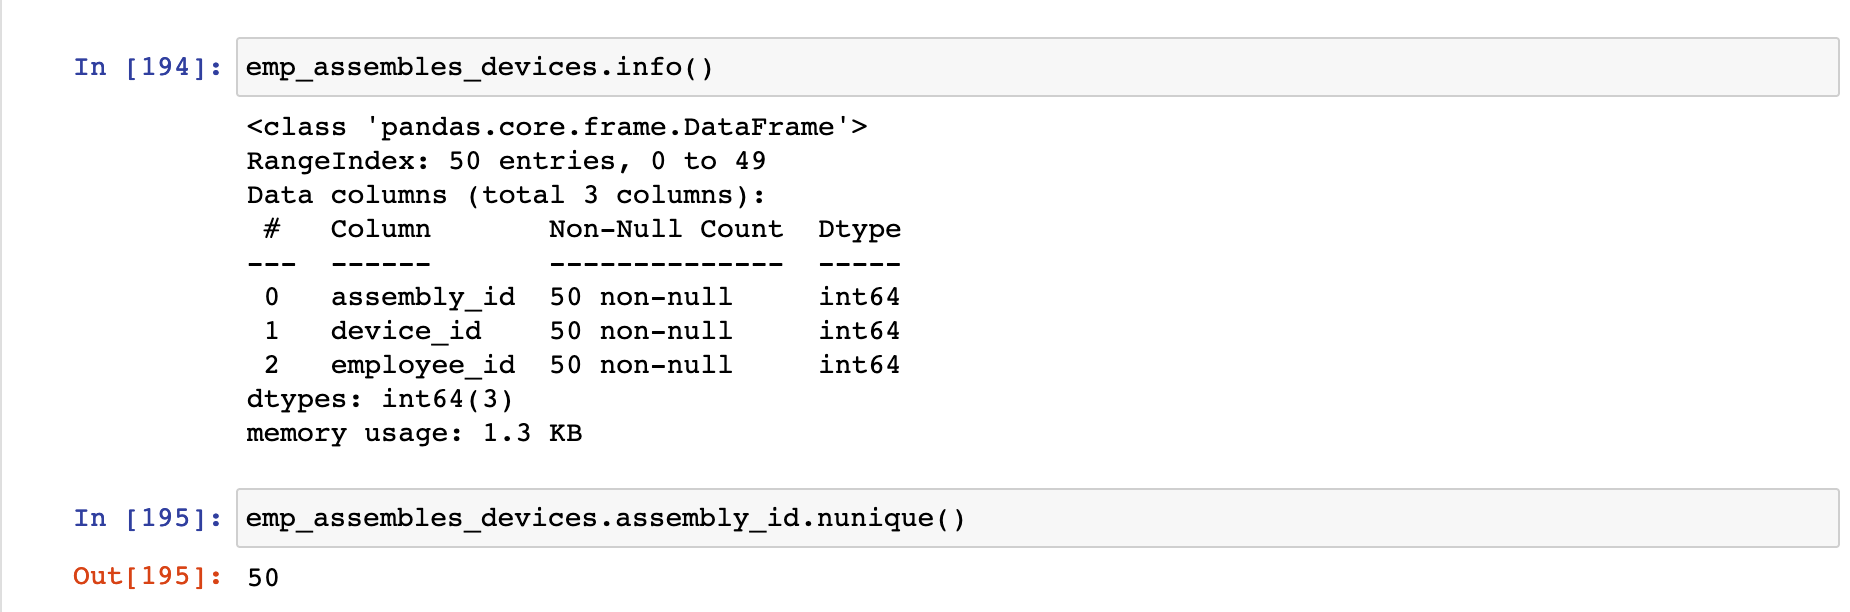 In [194]: emp_assembles_devices.info()
<class 'pandas.core.frame.DataFrame'>
RangeIndex: 50 entries, 0 to 49
Data columns (total 3 columns):
 #   Column       Non-Null Count  Dtype
---  ------       --------------  -----
 0   assembly_id  50 non-null     int64
 1   device_id    50 non-null     int64
 2   employee_id  50 non-null     int64
dtypes: int64(3)
memory usage: 1.3 KB
In [195]: emp_assembles_devices.assembly_id.nunique()
Out[195]: 50